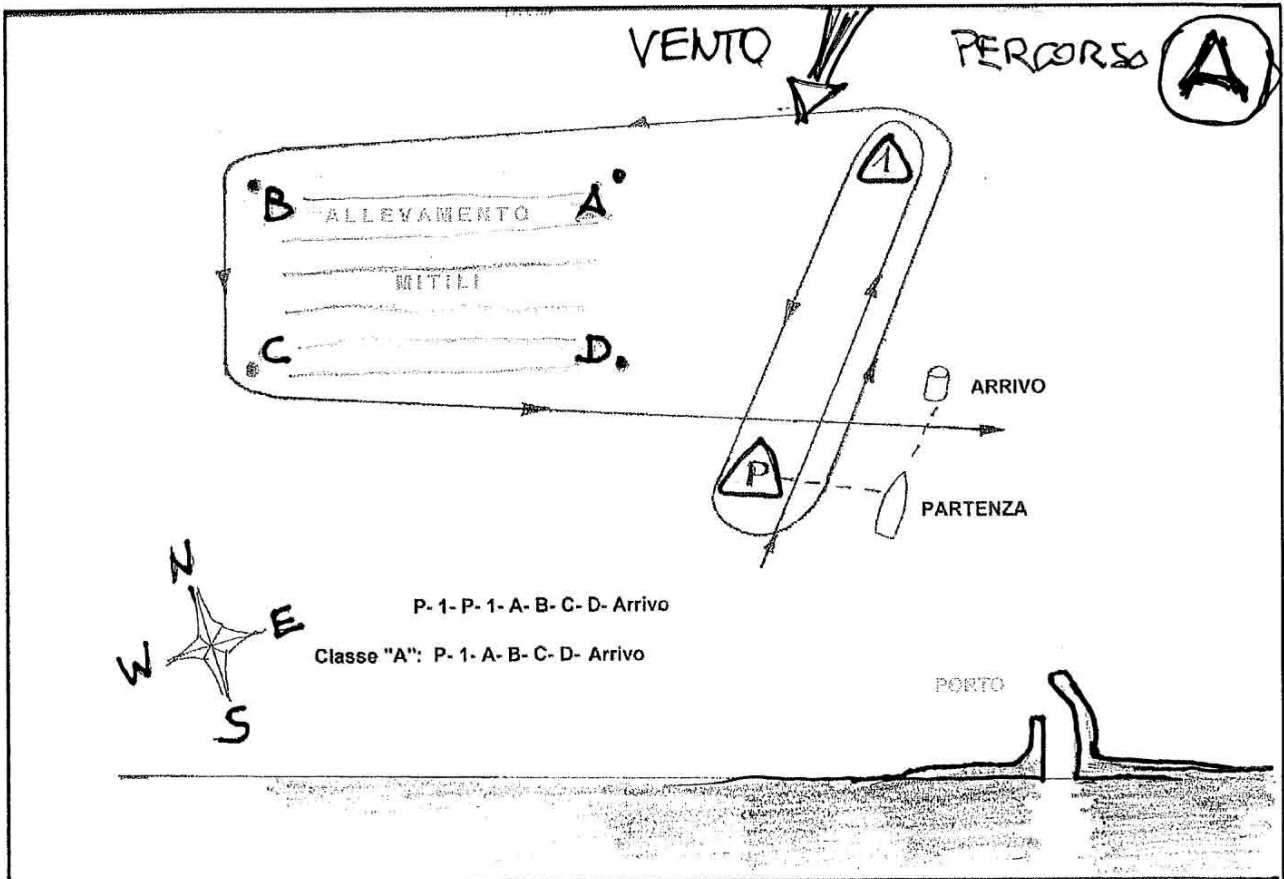 VENTO
PERCORSO A
1
B
A
ALLEVAMENTO
MITILI
C
D
ARRIVO
P
PARTENZA
N
E
W
S
P- 1- P- 1- A- B- C- D- Arrivo
Classe "A": P- 1- A- B- C- D- Arrivo
PORTO